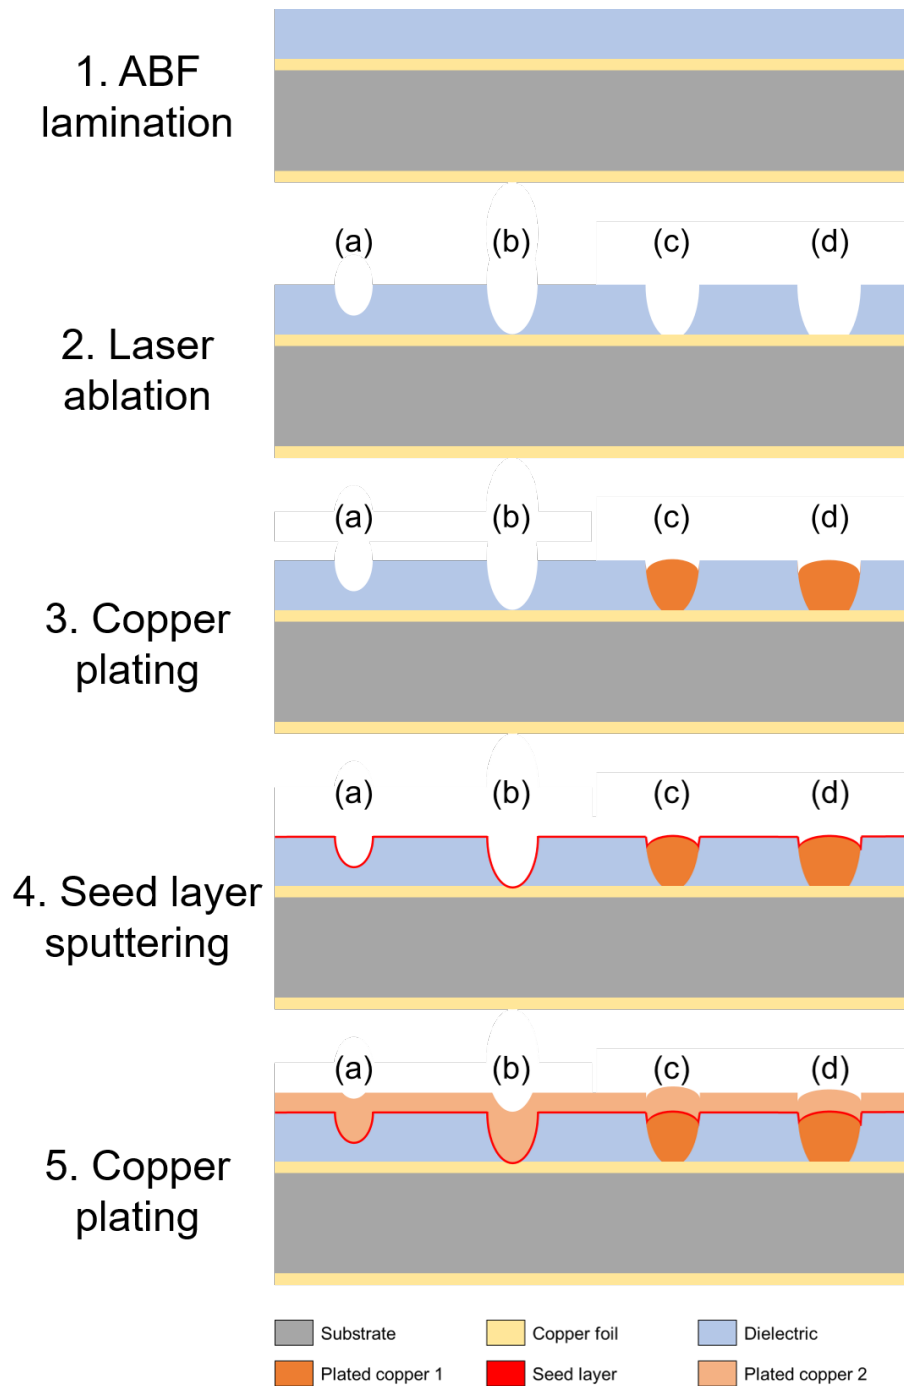 1. ABF
lamination
(a) (b) (c) (d)
2. Laser
ablation
(a) (b) (c) (d)
3. Copper
plating
(a) (b) (c) (d)
4. Seed layer
sputtering
(a) (b) (c) (d)
5. Copper
plating
Substrate Copper foil Dielectric
Plated copper 1 Seed layer Plated copper 2